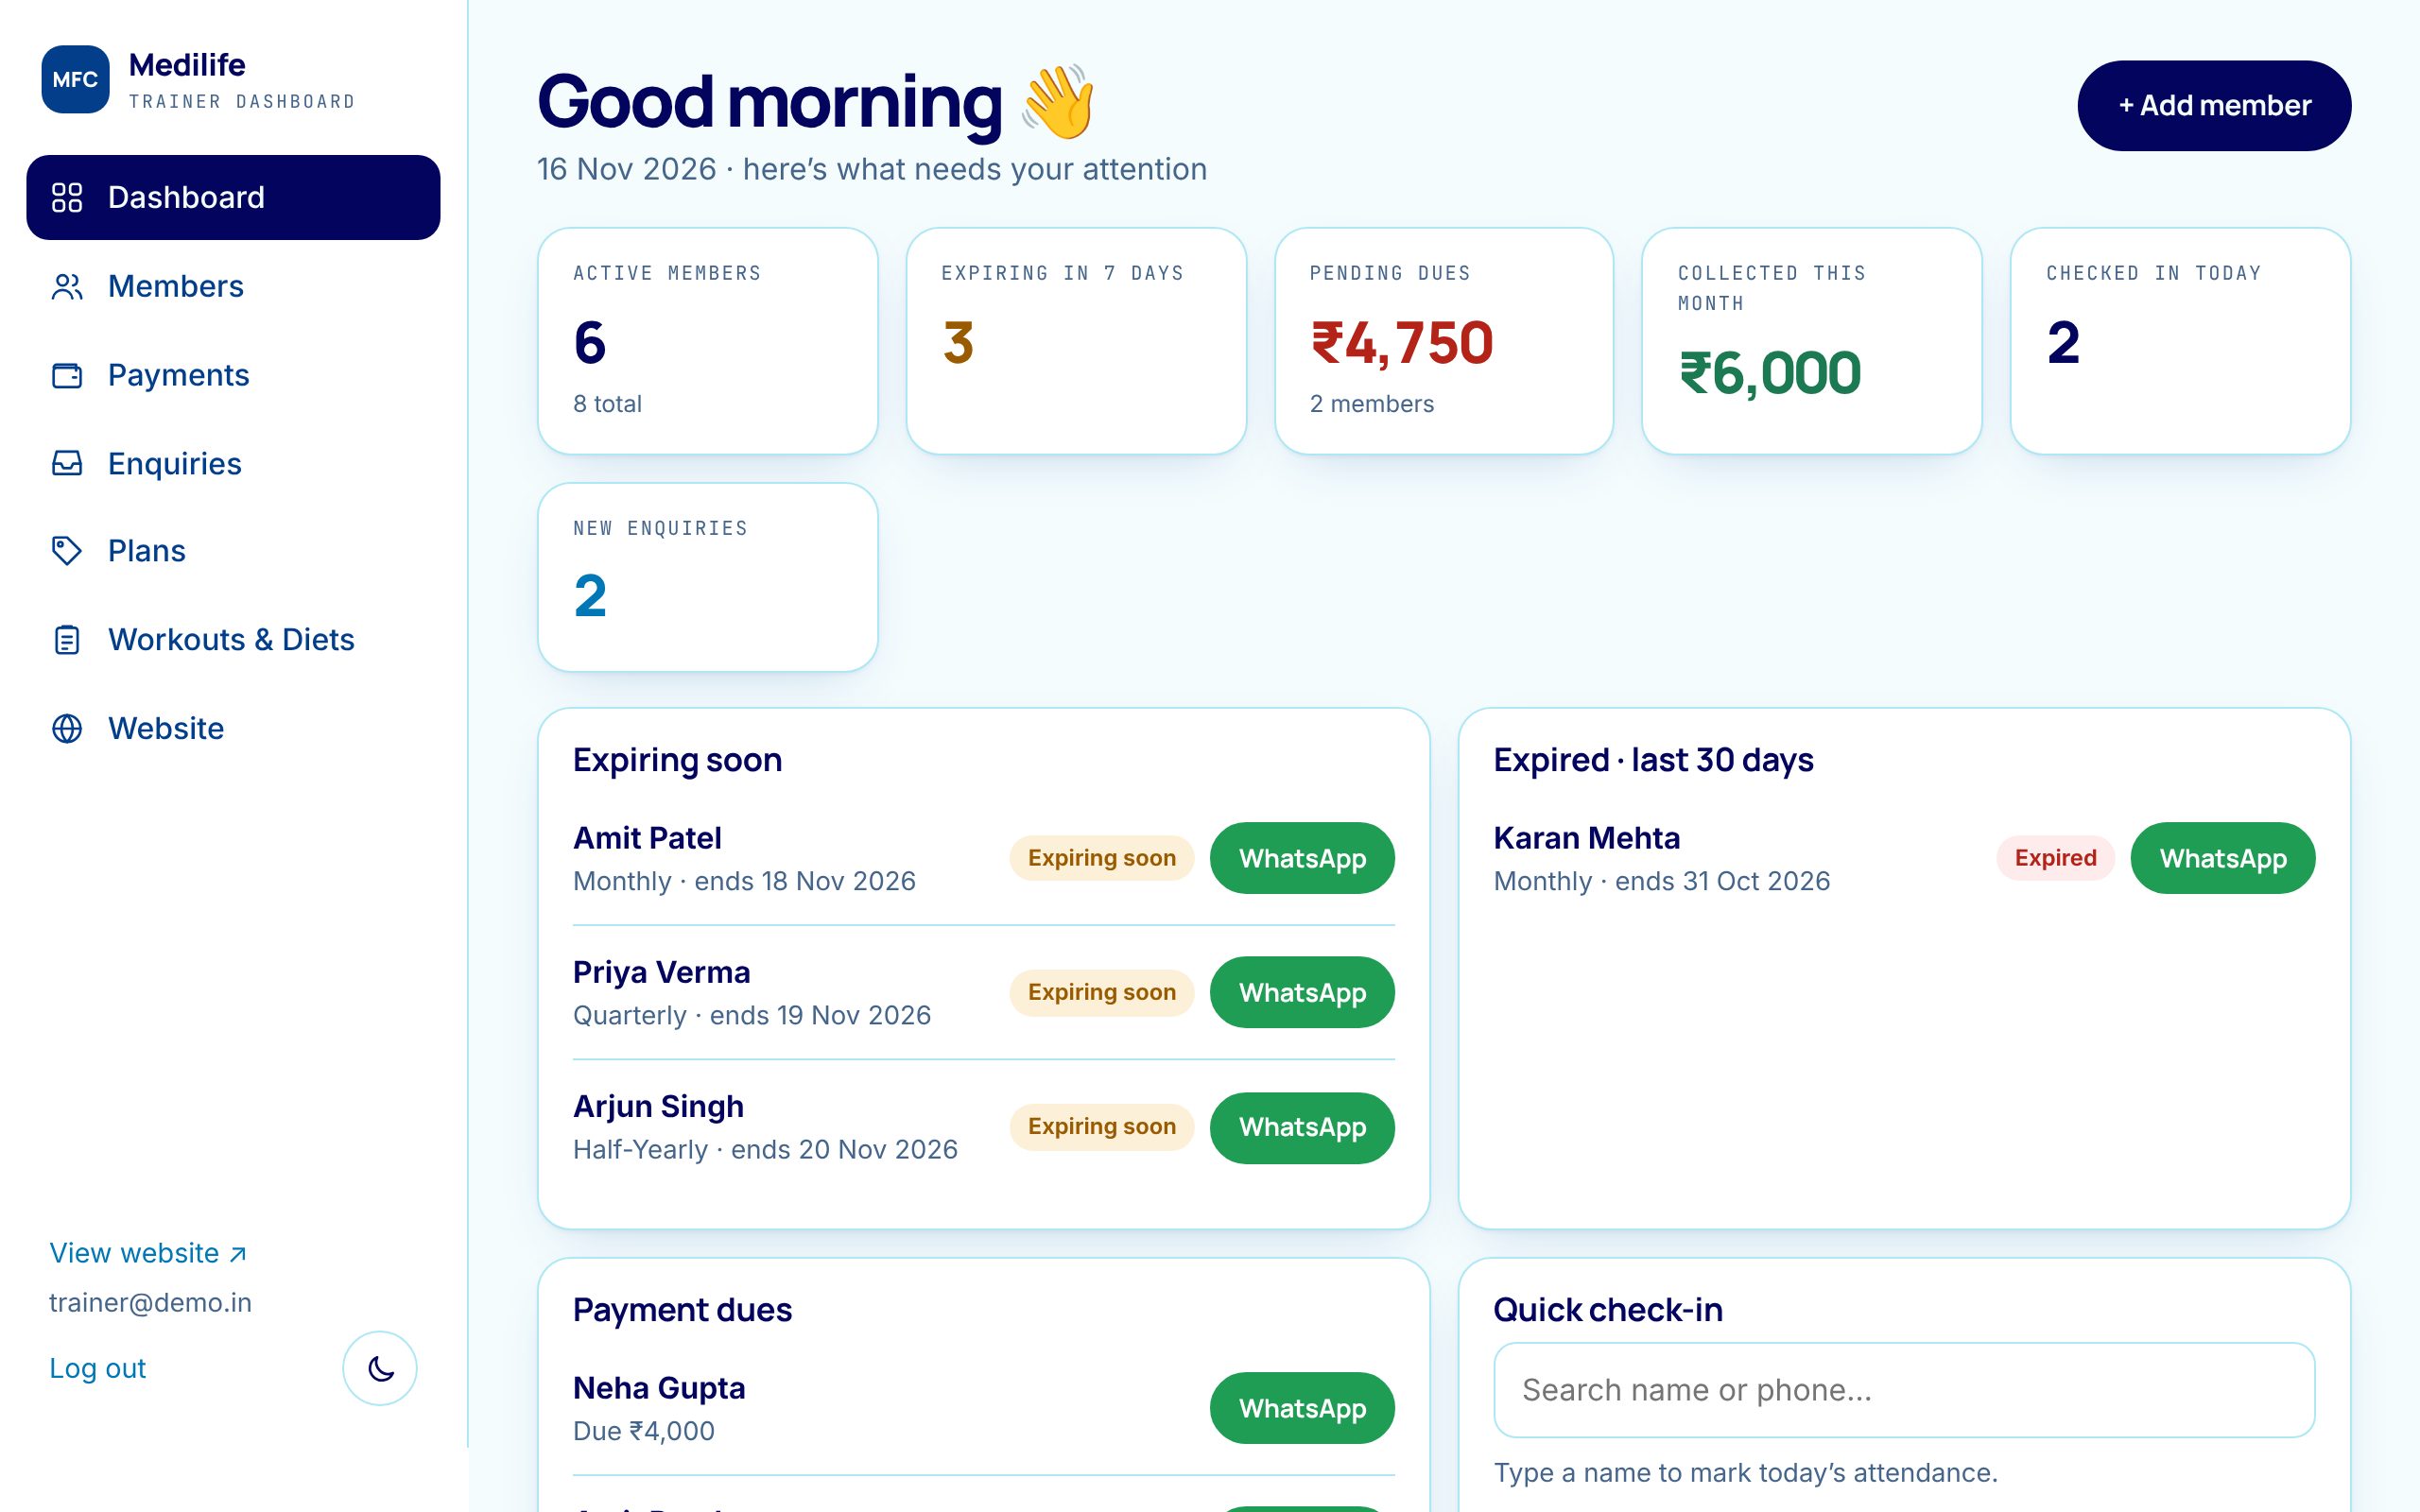 MFC
Medilife
TRAINER DASHBOARD
Dashboard
Members
Payments
Enquiries
Plans
Workouts & Diets
Website
View website ↗
trainer@demo.in
Log out
Good morning 👋
16 Nov 2026 · here’s what needs your attention
+ Add member
ACTIVE MEMBERS
6
8 total
EXPIRING IN 7 DAYS
3
PENDING DUES
₹4,750
2 members
COLLECTED THIS
MONTH
₹6,000
CHECKED IN TODAY
2
NEW ENQUIRIES
2
Expiring soon
Amit Patel
Monthly · ends 18 Nov 2026
Expiring soon
WhatsApp
Priya Verma
Quarterly · ends 19 Nov 2026
Expiring soon
WhatsApp
Arjun Singh
Half-Yearly · ends 20 Nov 2026
Expiring soon
WhatsApp
Expired · last 30 days
Karan Mehta
Monthly · ends 31 Oct 2026
Expired
WhatsApp
Payment dues
Neha Gupta
Due ₹4,000
WhatsApp
Quick check-in
Search name or phone…
Type a name to mark today’s attendance.